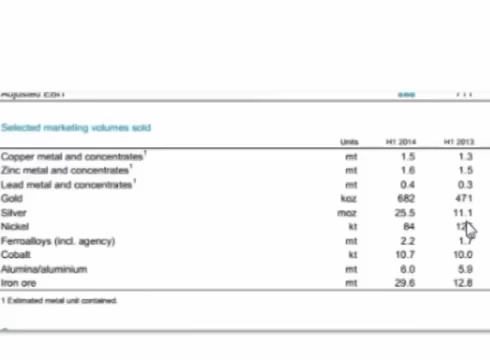 Selected marketing volumes sold
Units H1 2014 H1 2013
Copper metal and concentrates¹ mt 1.5 1.3
Zinc metal and concentrates¹ mt 1.6 1.5
Lead metal and concentrates¹ mt 0.4 0.3
Gold koz 682 471
Silver moz 25.5 11.1
Nickel kt 84
Ferroalloys (incl. agency) mt 2.2 1.7
Cobalt kt 10.7 10.0
Alumina/aluminium mt 6.0 5.9
Iron ore mt 29.6 12.8
1 Estimated metal unit contained.